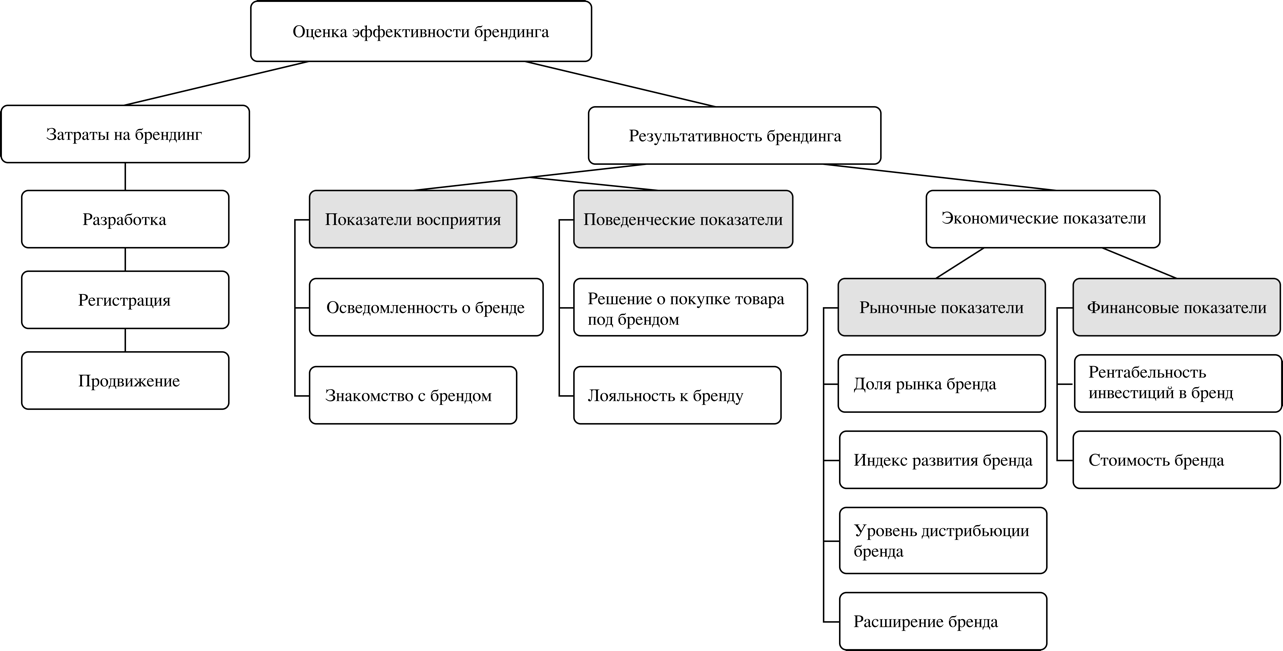 Оценка эффективности брендинга
Затраты на брендинг
Результативность брендинга
Разработка
Регистрация
Продвижение
Показатели восприятия
Осведомленность о бренде
Знакомство с брендом
Поведенческие показатели
Решение о покупке товара
под брендом
Лояльность к бренду
Экономические показатели
Рыночные показатели
Доля рынка бренда
Индекс развития бренда
Уровень дистрибьюции
бренда
Расширение бренда
Финансовые показатели
Рентабельность
инвестиций в бренд
Стоимость бренда